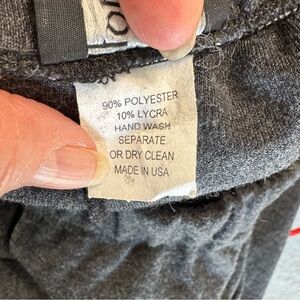 90% POLYESTER
10% LYCRA
HAND WASH
SEPARATE
OR DRY CLEAN
MADE IN USA